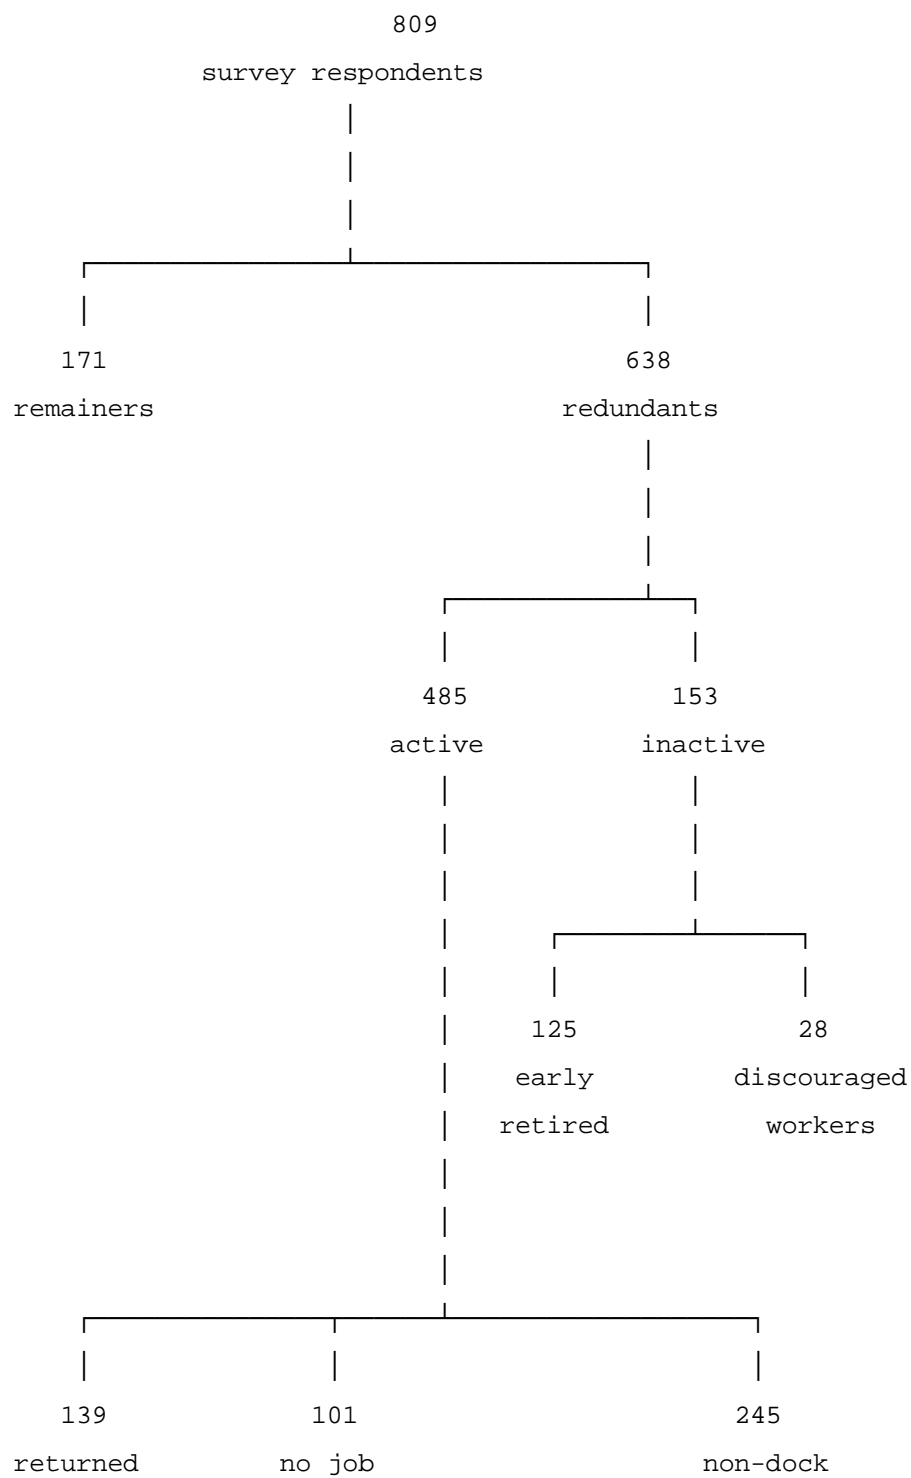 809
survey respondents
171 638
remainers redundants
485 153
active inactive
125 28
early discouraged
retired workers
139 101 245
returned no job non-dock